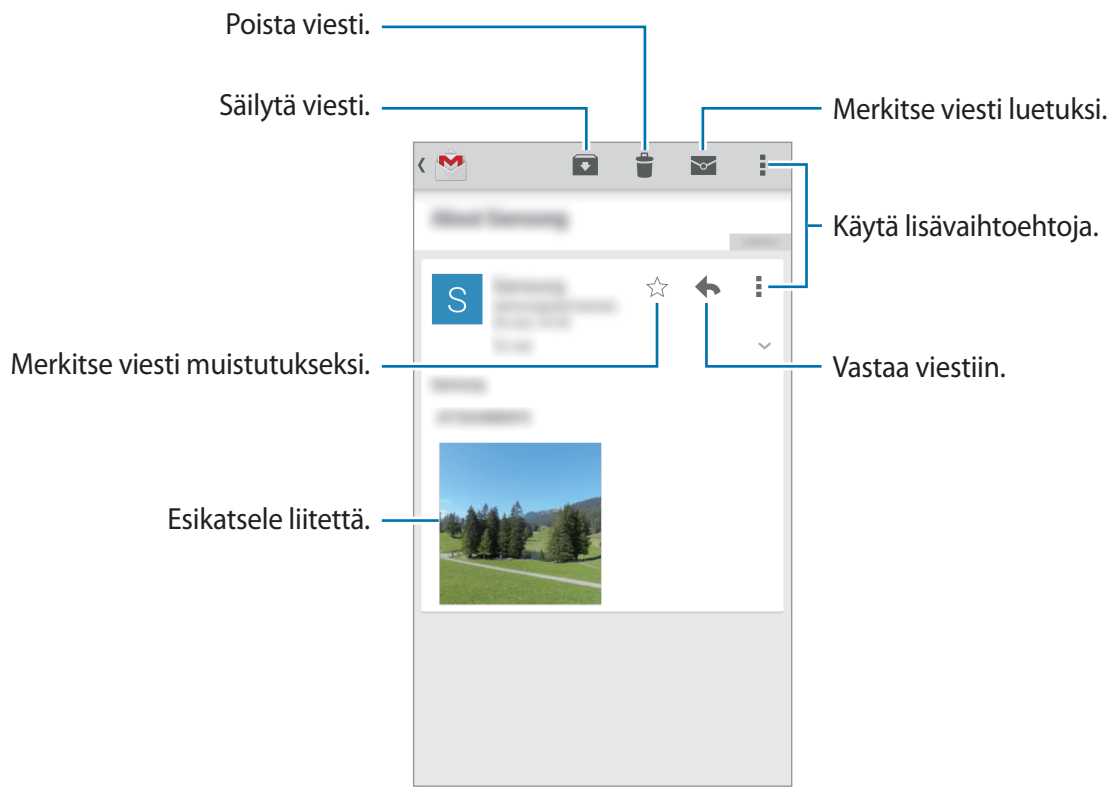 Poista viesti.
Säilytä viesti.
Merkitse viesti luetuksi.
Käytä lisävaihtoehtoja.
S
Merkitse viesti muistutukseksi.
Vastaa viestiin.
Esikatsele liitettä.